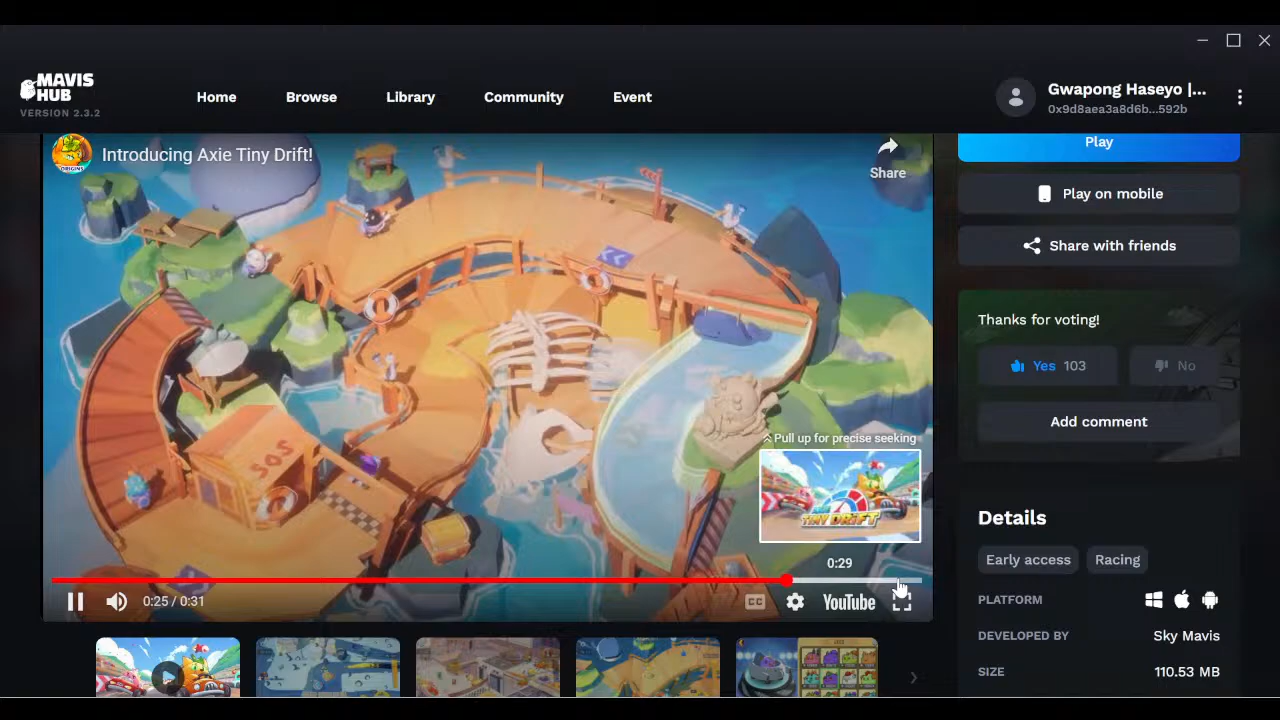 MAVIS
HUB
VERSION 2.3.2
Home
Browse
Library
Community
Event
Gwapong Haseyo |...
0x9d8aea3a8d6b...592b
ORIGINS
Introducing Axie Tiny Drift!
Share
SOS
Pull up for precise seeking
TINY DRIFT
0:29
0:25 / 0:31
CC
YouTube
Play
Play on mobile
Share with friends
Thanks for voting!
Yes 103
No
Add comment
Details
Early access
Racing
PLATFORM
DEVELOPED BY
Sky Mavis
SIZE
110.53 MB